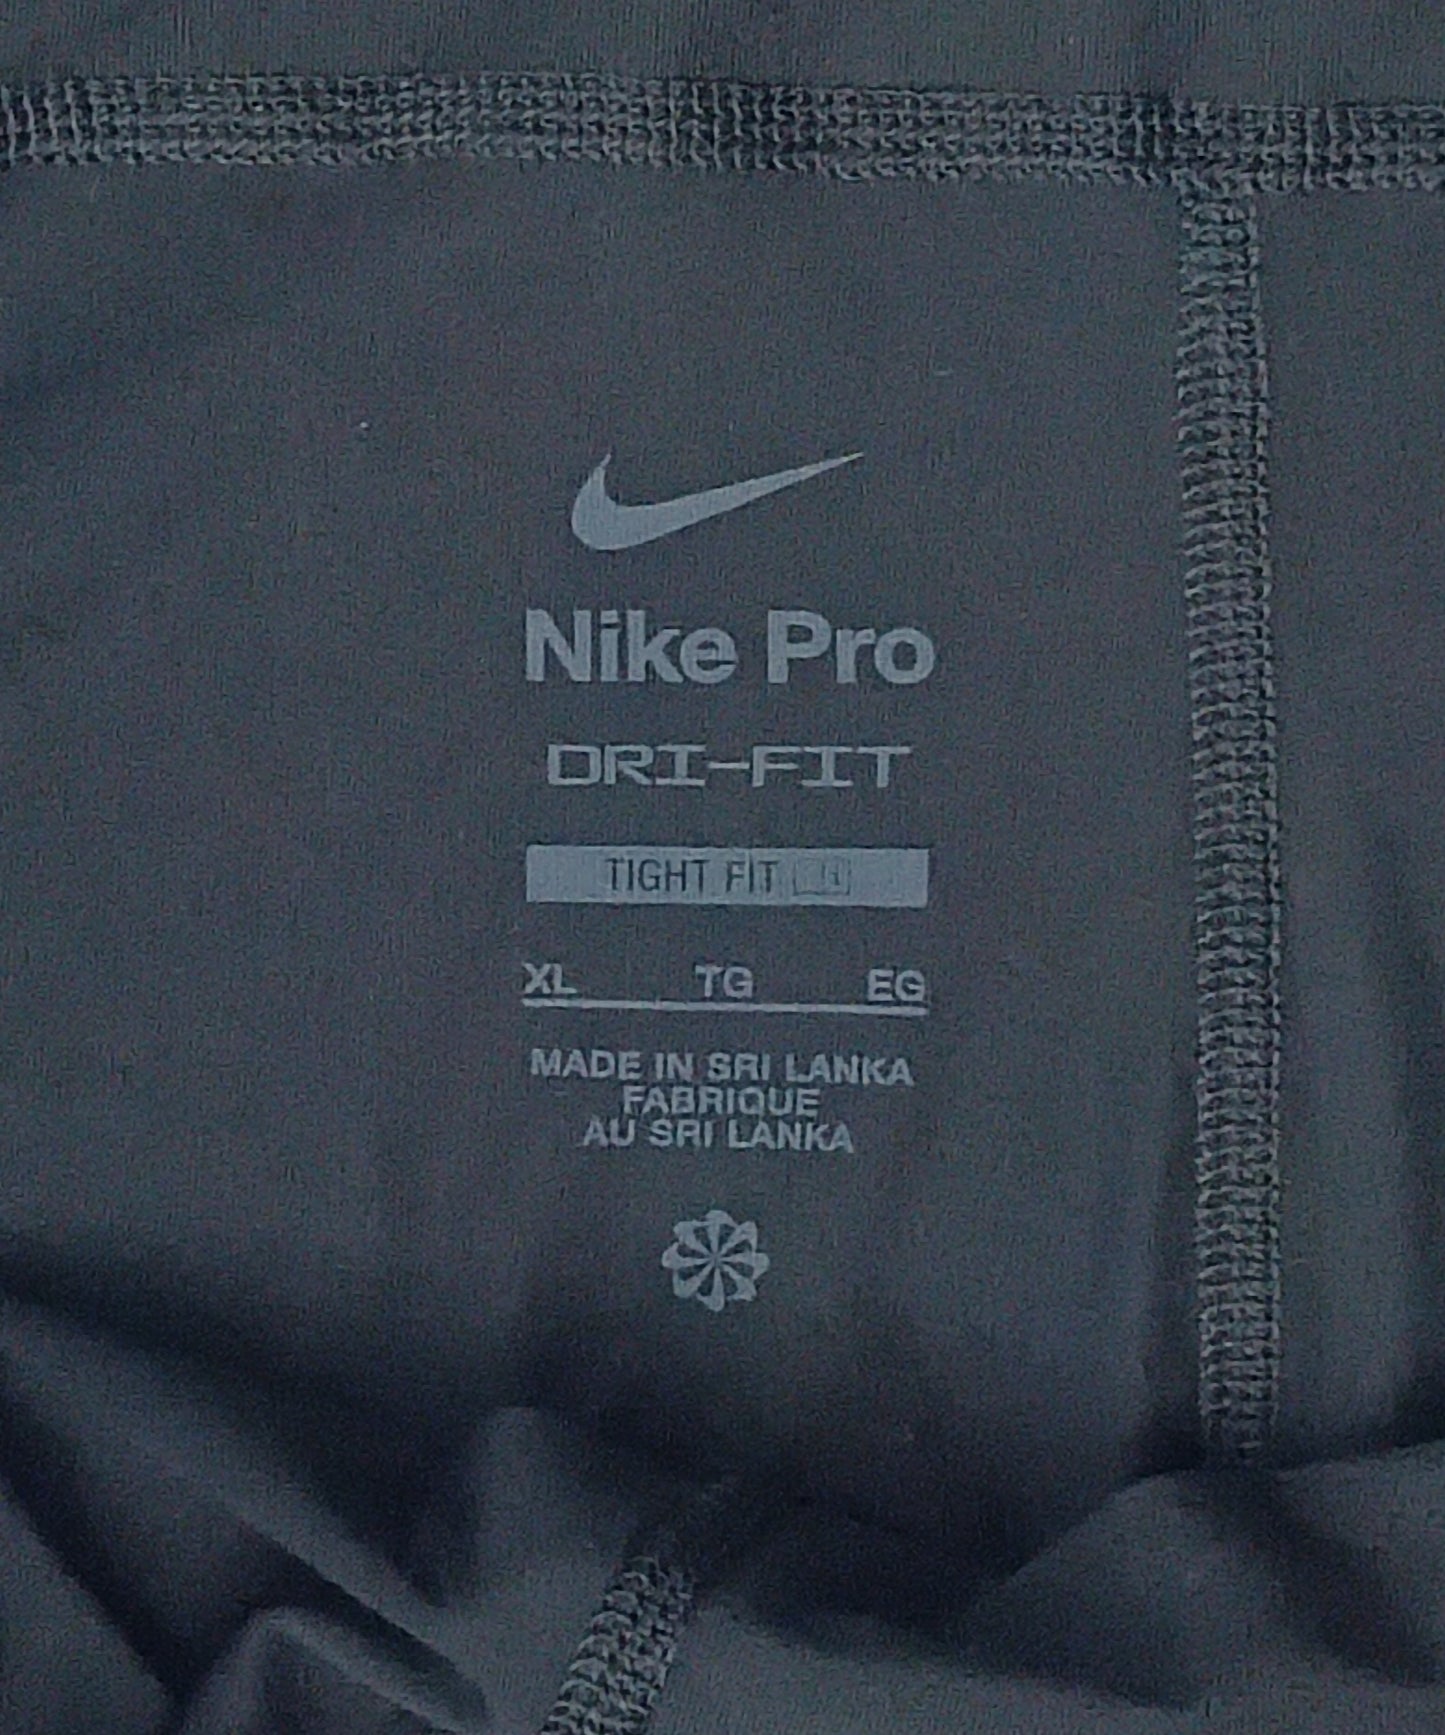 Nike Pro
DRI-FIT
TIGHT FIT
XL TG EG
MADE IN SRI LANKA
FABRIQUE
AU SRI LANKA